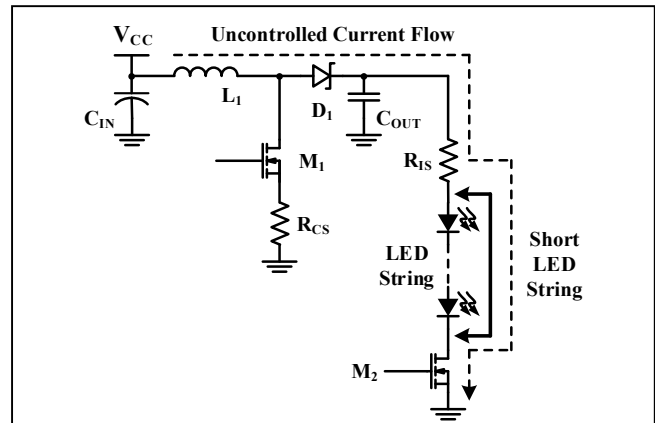 Uncontrolled Current Flow
VCC
L1
D1
CIN
COUT
M1
RIS
RCS
LED
String
Short
LED
String
M2